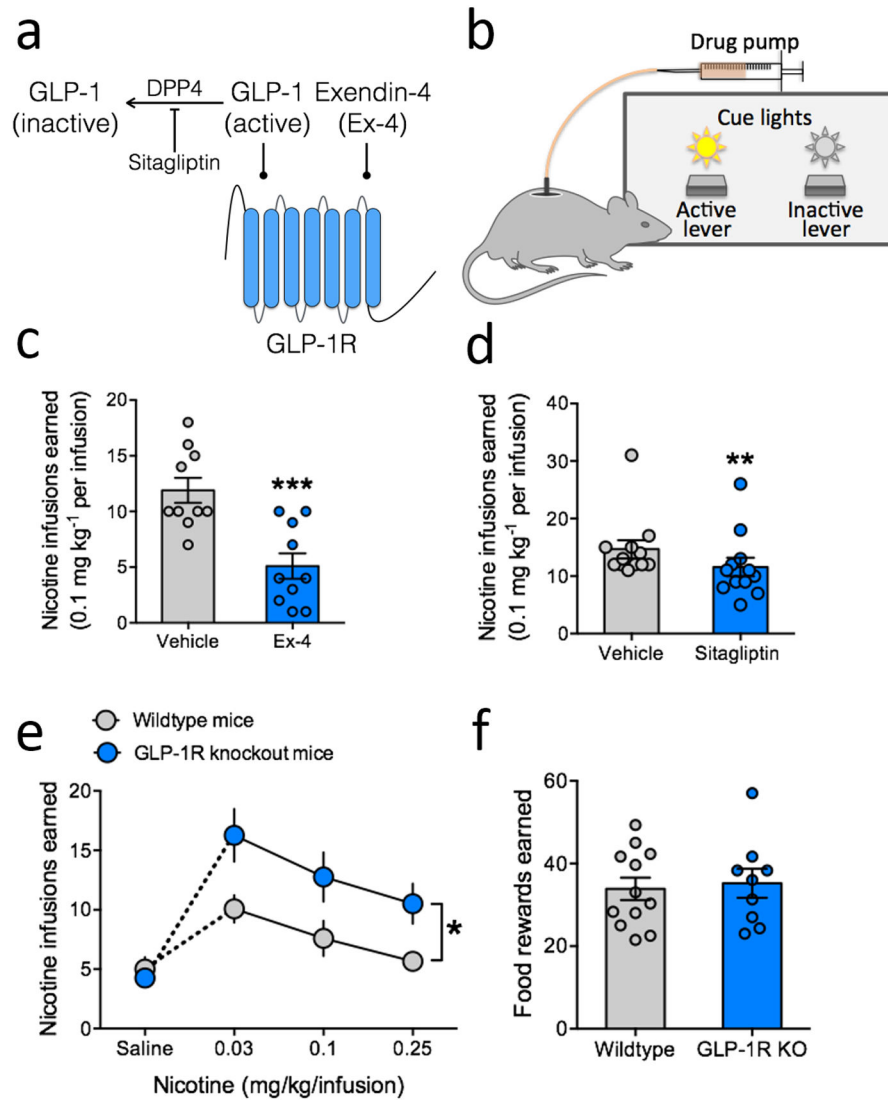 a
DPP4
GLP-1
GLP-1
Exendin-4
(inactive)
(active)
(Ex-4)
Sitagliptin
GLP-1R
b
Drug pump
Cue lights
Active
lever
Inactive
lever
c
Nicotine infusions earned
(0.1 mg kg⁻¹ per infusion)
20
15
10
5
0
***
Vehicle
Ex-4
d
Nicotine infusions earned
(0.1 mg kg⁻¹ per infusion)
40
30
20
10
0
**
Vehicle
Sitagliptin
e
Wildtype mice
GLP-1R knockout mice
Nicotine infusions earned
20
15
10
5
0
*
Saline
0.03
0.1
0.25
Nicotine (mg/kg/infusion)
f
Food rewards earned
60
40
20
0
Wildtype
GLP-1R KO